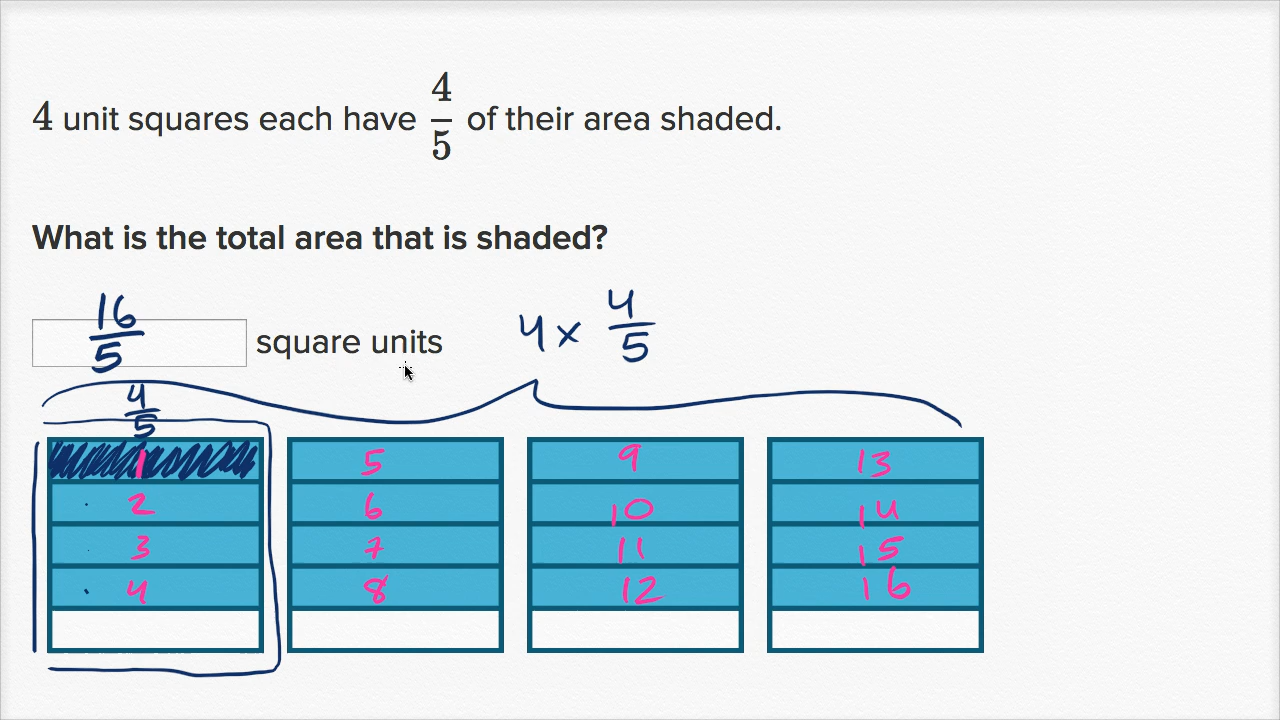 4 unit squares each have 4/5 of their area shaded.
What is the total area that is shaded?
16/5 square units 4 x 4/5
4/5
1 5 9 13
2 6 10 14
3 7 11 15
4 8 12 16